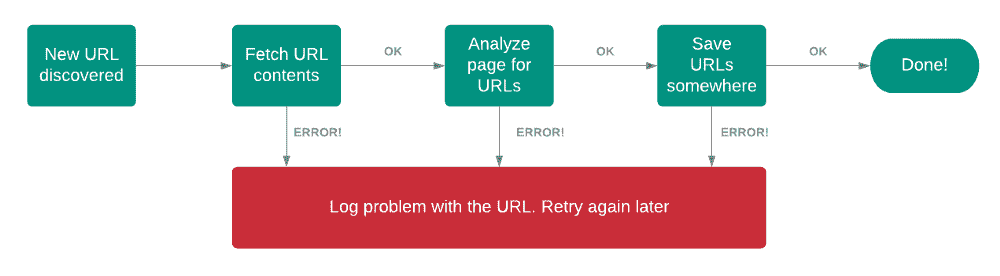 New URL
discovered
Fetch URL
contents
OK
Analyze
page for
URLs
OK
Save
URLs
somewhere
OK
Done!
ERROR!
ERROR!
ERROR!
Log problem with the URL. Retry again later